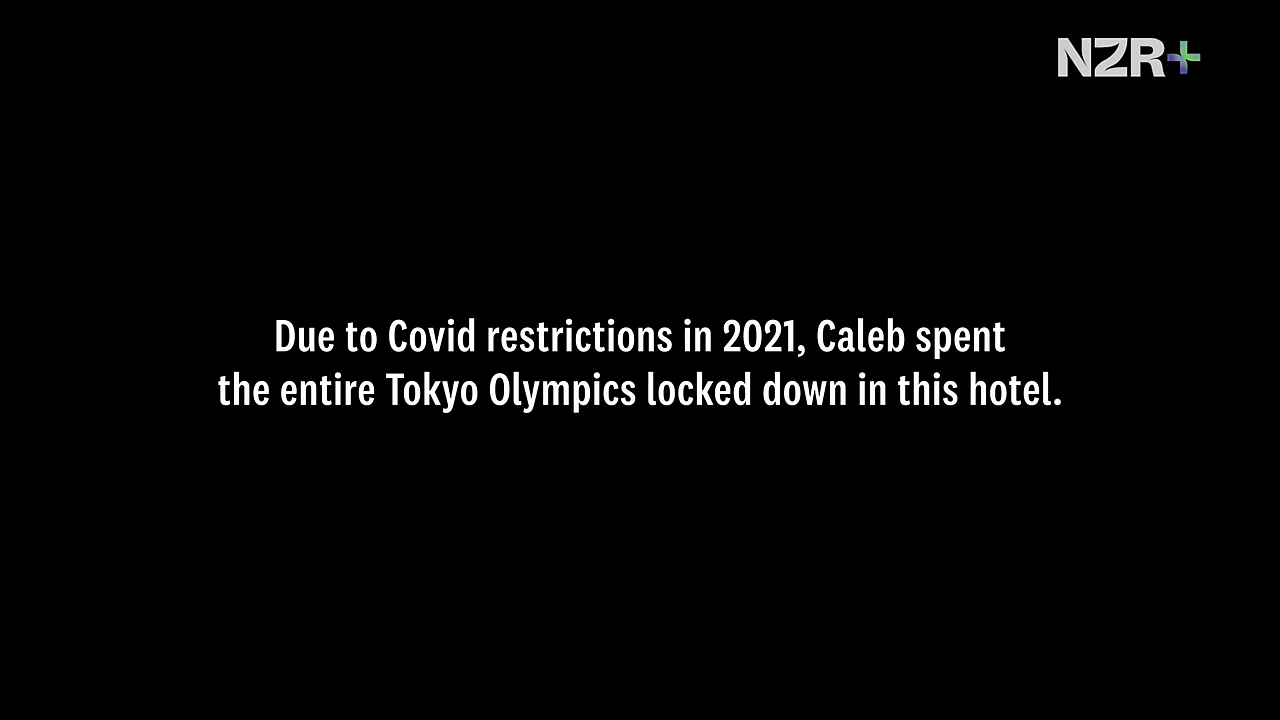 NZR+
Due to Covid restrictions in 2021, Caleb spent
the entire Tokyo Olympics locked down in this hotel.